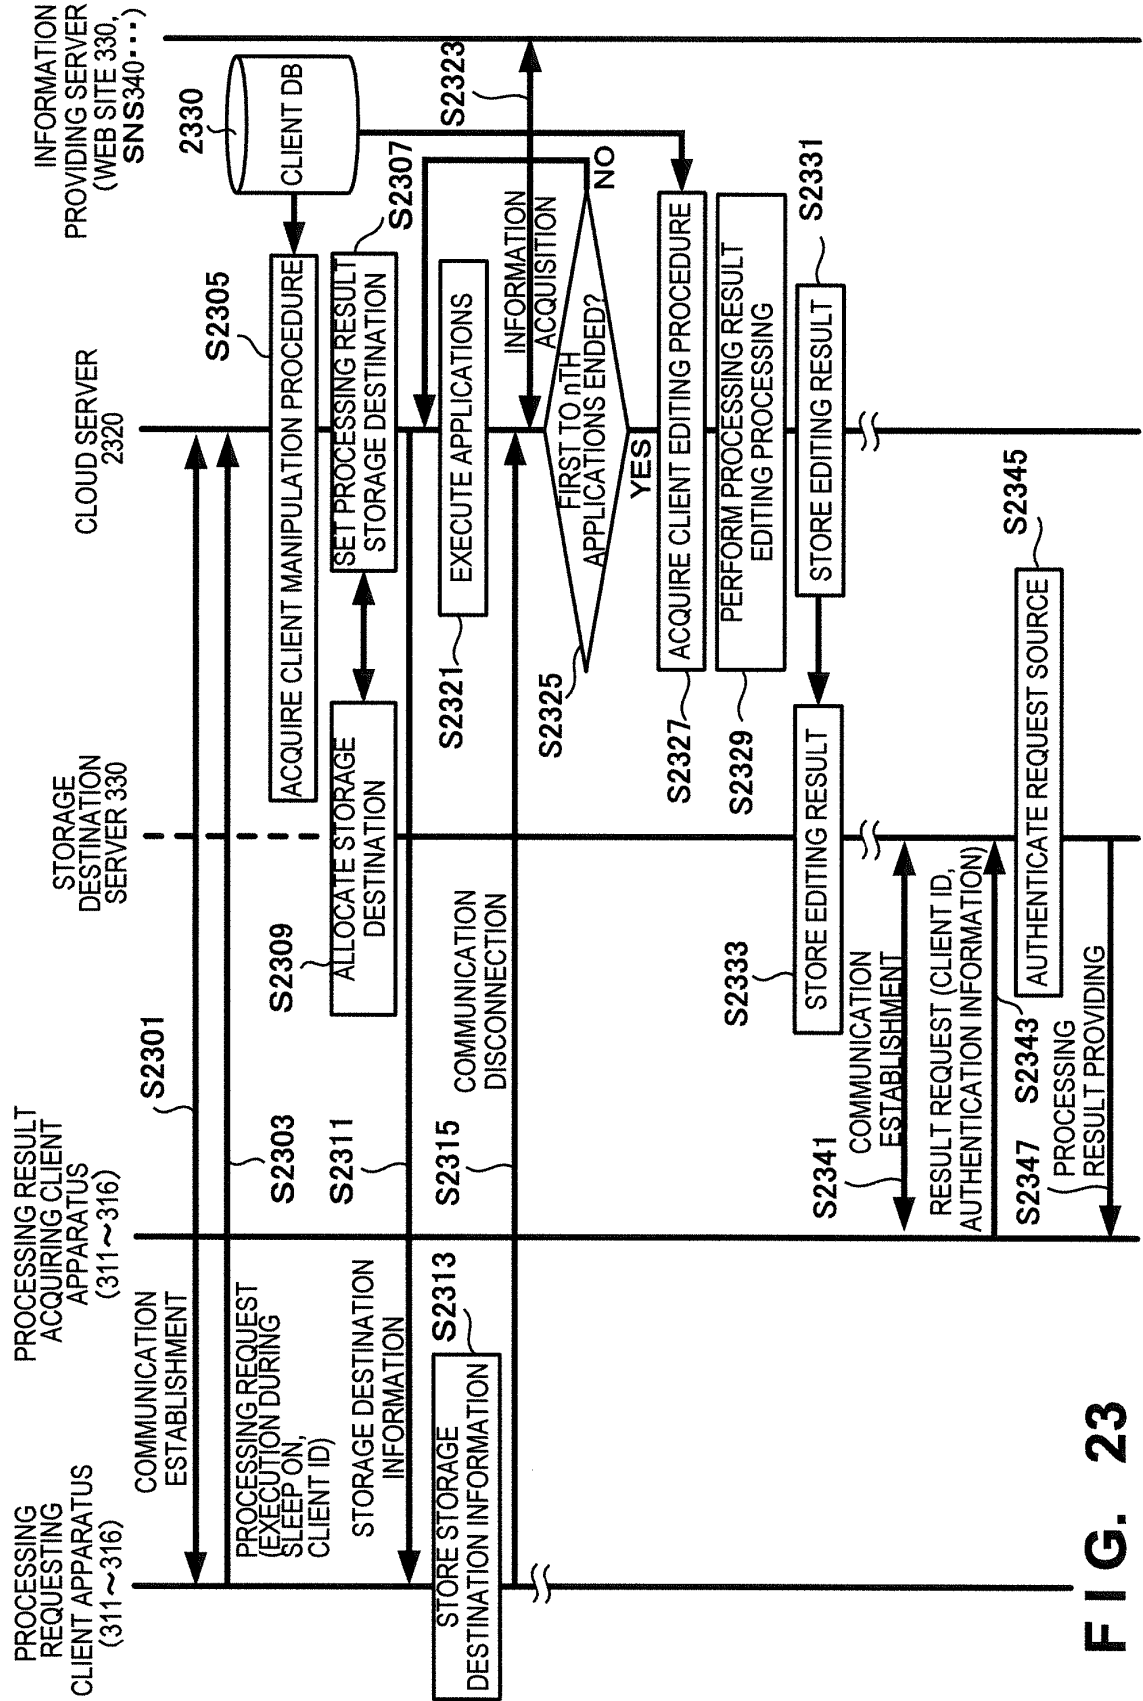 PROCESSING
REQUESTING
CLIENT APPARATUS
(311~316)
PROCESSING RESULT
ACQUIRING CLIENT
APPARATUS
(311~316)
STORAGE
DESTINATION
SERVER 330
CLOUD SERVER
2320
INFORMATION
PROVIDING SERVER
(WEB SITE 330,
SNS340···)
COMMUNICATION
ESTABLISHMENT
S2301
PROCESSING REQUEST
(EXECUTION DURING
SLEEP ON,
CLIENT ID)
S2303
S2305
ACQUIRE CLIENT MANIPULATION PROCEDURE
2330
CLIENT DB
S2309
ALLOCATE STORAGE
DESTINATION
SET PROCESSING RESULT
STORAGE DESTINATION
S2307
STORAGE DESTINATION
INFORMATION
S2311
STORE STORAGE
DESTINATION INFORMATION
S2313
S2315
COMMUNICATION
DISCONNECTION
S2321
EXECUTE APPLICATIONS
INFORMATION
ACQUISITION
S2323
S2325
FIRST TO nTH
APPLICATIONS ENDED?
NO
YES
S2327
ACQUIRE CLIENT EDITING PROCEDURE
S2329
PERFORM PROCESSING RESULT
EDITING PROCESSING
S2331
STORE EDITING RESULT
S2333
STORE EDITING RESULT
S2341
COMMUNICATION
ESTABLISHMENT
RESULT REQUEST (CLIENT ID,
AUTHENTICATION INFORMATION)
S2343
S2345
AUTHENTICATE REQUEST SOURCE
S2347
PROCESSING
RESULT PROVIDING
FIG. 23